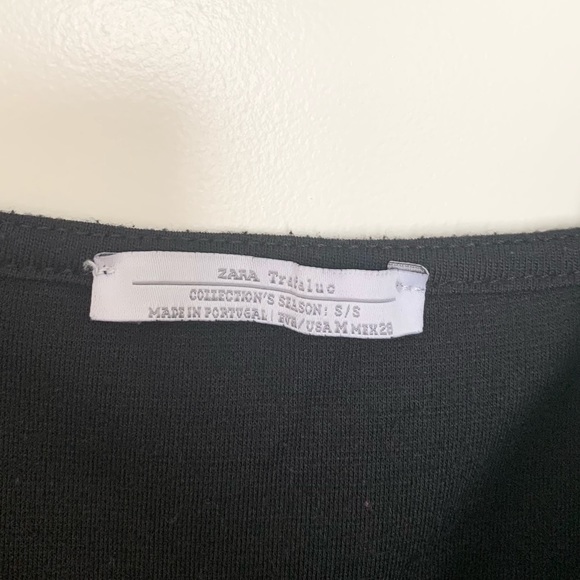 ZARA Trafaluc
COLLECTION'S SEASON: S/S
MADE IN PORTUGAL | EUR/USA M MEX 28